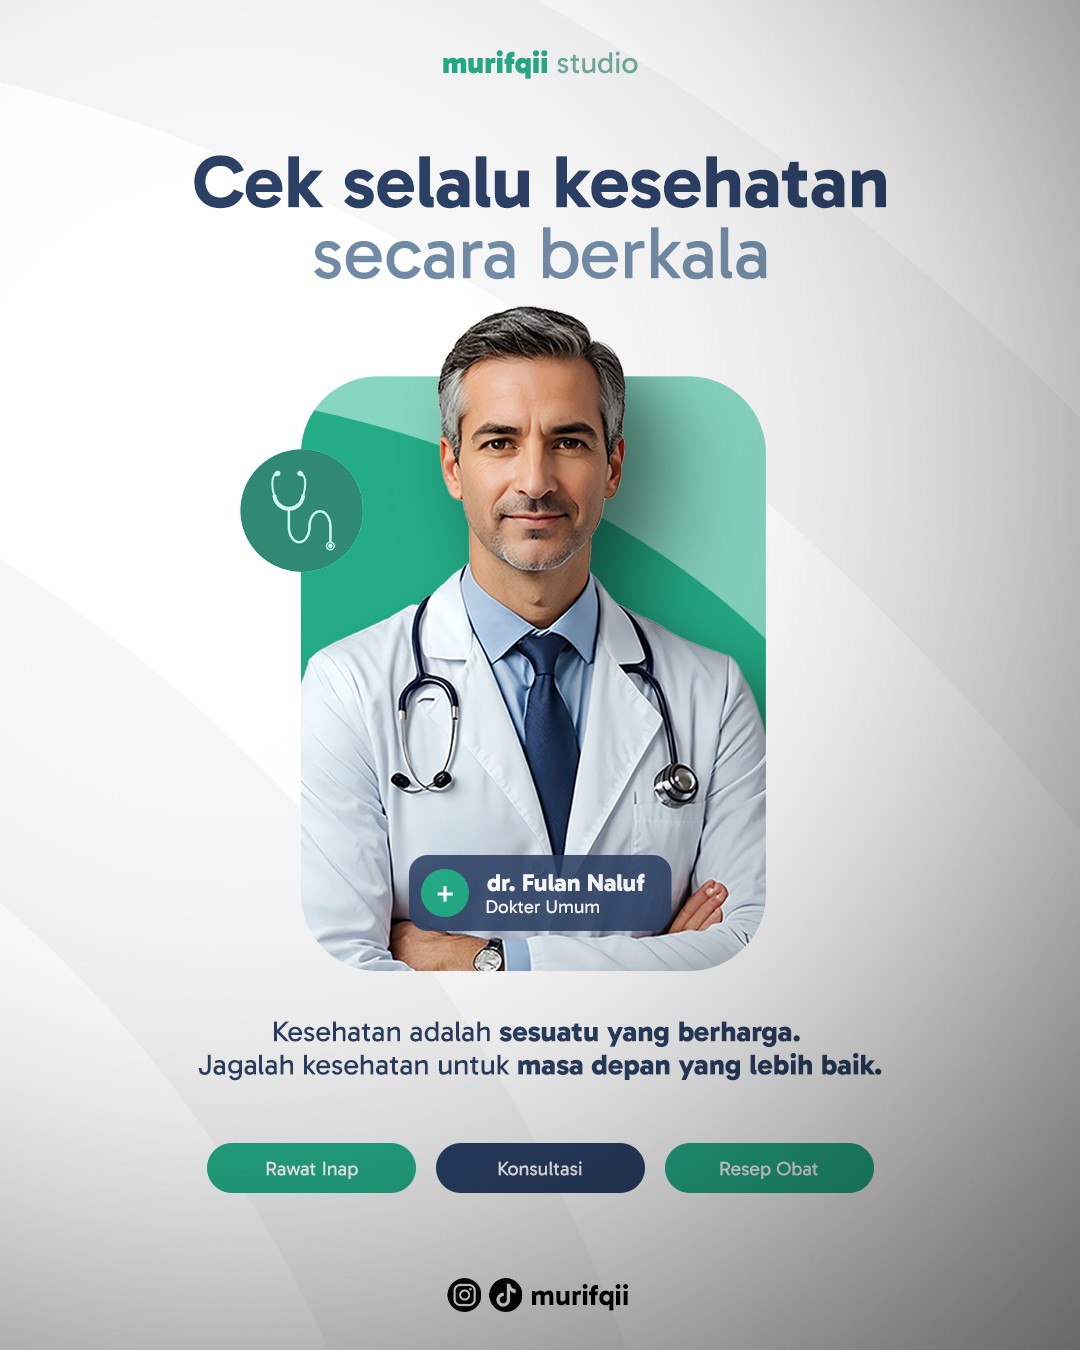 murifqii studio
Cek selalu kesehatan
secara berkala
dr. Fulan Naluf
Dokter Umum
Kesehatan adalah sesuatu yang berharga.
Jagalah kesehatan untuk masa depan yang lebih baik.
Rawat Inap
Konsultasi
Resep Obat
murifqii